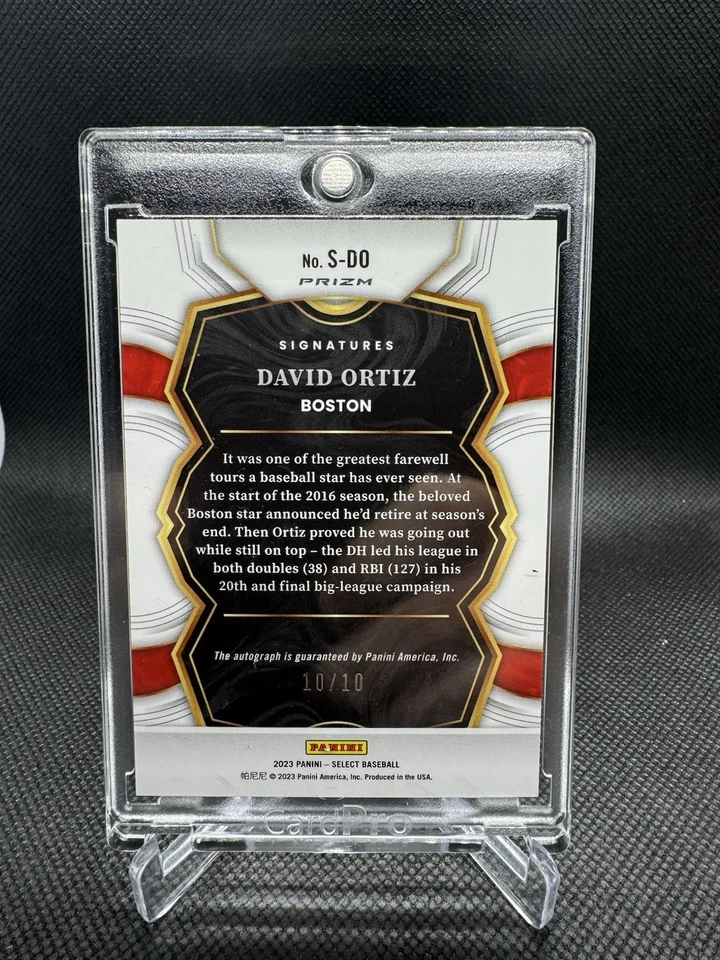 No. S-DO
PRIZM
SIGNATURES
DAVID ORTIZ
BOSTON
It was one of the greatest farewell
tours a baseball star has ever seen. At
the start of the 2016 season, the beloved
Boston star announced he'd retire at season's
end. Then Ortiz proved he was going out
while still on top – the DH led his league in
both doubles (38) and RBI (127) in his
20th and final big-league campaign.
The autograph is guaranteed by Panini America, Inc.
10/10
PANINI
2023 PANINI – SELECT BASEBALL
帕尼尼 © 2023 Panini America, Inc. Produced in the USA.
CardPro